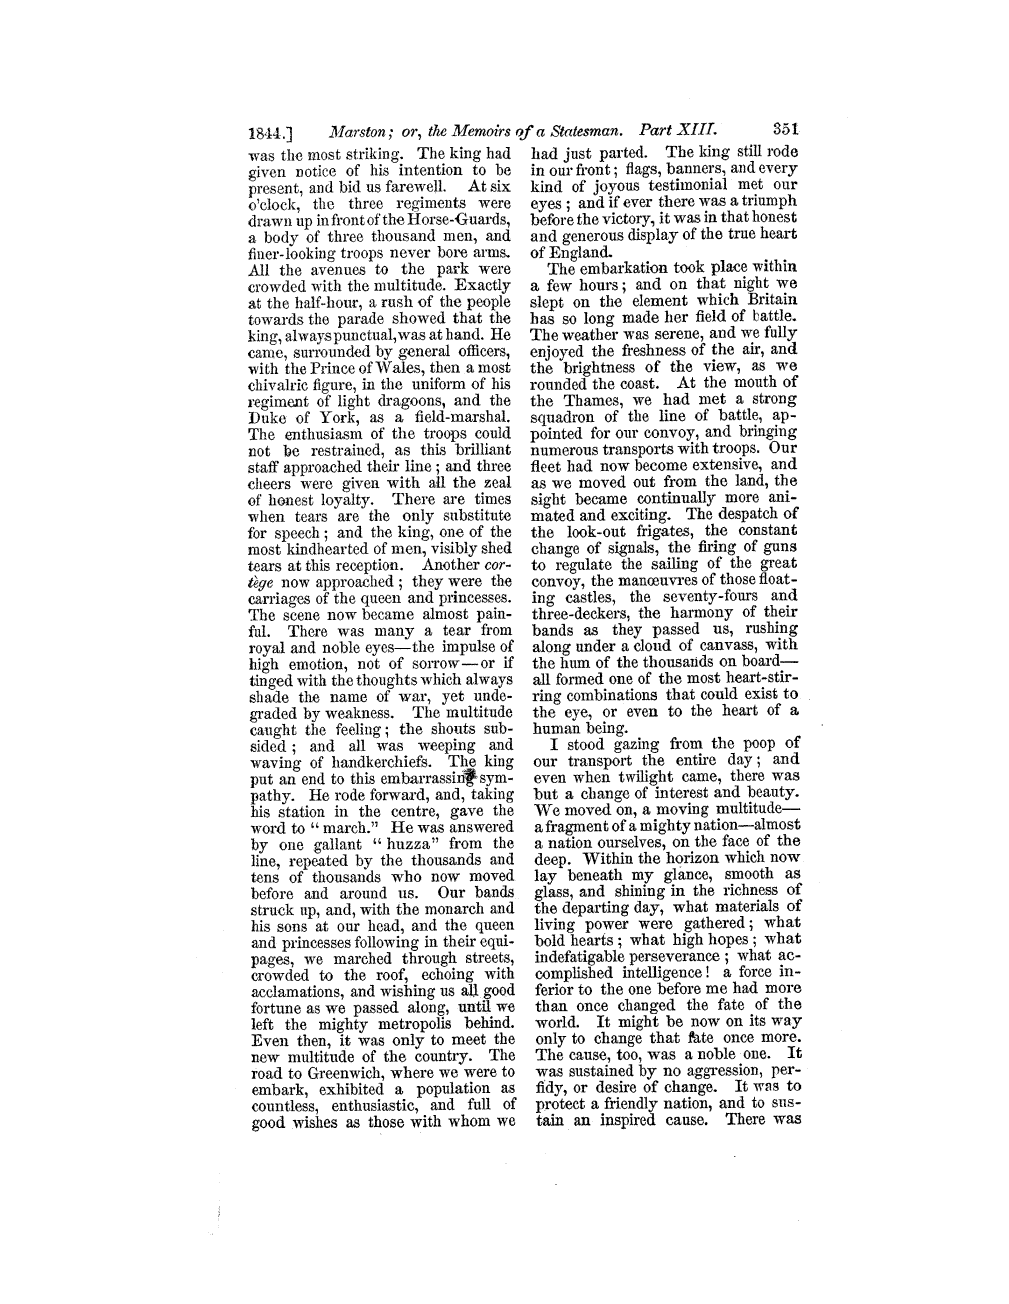 1844.] Marston; or, the Memoirs of a Statesman. Part XIII. 351
was the most striking. The king had
given notice of his intention to be
present, and bid us farewell. At six
o'clock, the three regiments were
drawn up in front of the Horse-Guards,
a body of three thousand men, and
finer-looking troops never bore arms.
All the avenues to the park were
crowded with the multitude. Exactly
at the half-hour, a rush of the people
towards the parade showed that the
king, always punctual, was at hand. He
came, surrounded by general officers,
with the Prince of Wales, then a most
chivalric figure, in the uniform of his
regiment of light dragoons, and the
Duke of York, as a field-marshal.
The enthusiasm of the troops could
not be restrained, as this brilliant
staff approached their line; and three
cheers were given with all the zeal
of honest loyalty. There are times
when tears are the only substitute
for speech; and the king, one of the
most kindhearted of men, visibly shed
tears at this reception. Another cor-
tège now approached; they were the
carriages of the queen and princesses.
The scene now became almost pain-
ful. There was many a tear from
royal and noble eyes—the impulse of
high emotion, not of sorrow—or if
tinged with the thoughts which always
shade the name of war, yet unde-
graded by weakness. The multitude
caught the feeling; the shouts sub-
sided; and all was weeping and
waving of handkerchiefs. The king
put an end to this embarrassing sym-
pathy. He rode forward, and, taking
his station in the centre, gave the
word to "march." He was answered
by one gallant "huzza" from the
line, repeated by the thousands and
tens of thousands who now moved
before and around us. Our bands
struck up, and, with the monarch and
his sons at our head, and the queen
and princesses following in their equi-
pages, we marched through streets,
crowded to the roof, echoing with
acclamations, and wishing us all good
fortune as we passed along, until we
left the mighty metropolis behind.
Even then, it was only to meet the
new multitude of the country. The
road to Greenwich, where we were to
embark, exhibited a population as
countless, enthusiastic, and full of
good wishes as those with whom we
had just parted. The king still rode
in our front; flags, banners, and every
kind of joyous testimonial met our
eyes; and if ever there was a triumph
before the victory, it was in that honest
and generous display of the true heart
of England.
The embarkation took place within
a few hours; and on that night we
slept on the element which Britain
has so long made her field of battle.
The weather was serene, and we fully
enjoyed the freshness of the air, and
the brightness of the view, as we
rounded the coast. At the mouth of
the Thames, we had met a strong
squadron of the line of battle, ap-
pointed for our convoy, and bringing
numerous transports with troops. Our
fleet had now become extensive, and
as we moved out from the land, the
sight became continually more ani-
mated and exciting. The despatch of
the look-out frigates, the constant
change of signals, the firing of guns
to regulate the sailing of the great
convoy, the manœuvres of those float-
ing castles, the seventy-fours and
three-deckers, the harmony of their
bands as they passed us, rushing
along under a cloud of canvass, with
the hum of the thousands on board—
all formed one of the most heart-stir-
ring combinations that could exist to
the eye, or even to the heart of a
human being.
I stood gazing from the poop of
our transport the entire day; and
even when twilight came, there was
but a change of interest and beauty.
We moved on, a moving multitude—
a fragment of a mighty nation—almost
a nation ourselves, on the face of the
deep. Within the horizon which now
lay beneath my glance, smooth as
glass, and shining in the richness of
the departing day, what materials of
living power were gathered; what
bold hearts; what high hopes; what
indefatigable perseverance; what ac-
complished intelligence! a force in-
ferior to the one before me had more
than once changed the fate of the
world. It might be now on its way
only to change that fate once more.
The cause, too, was a noble one. It
was sustained by no aggression, per-
fidy, or desire of change. It was to
protect a friendly nation, and to sus-
tain an inspired cause. There was